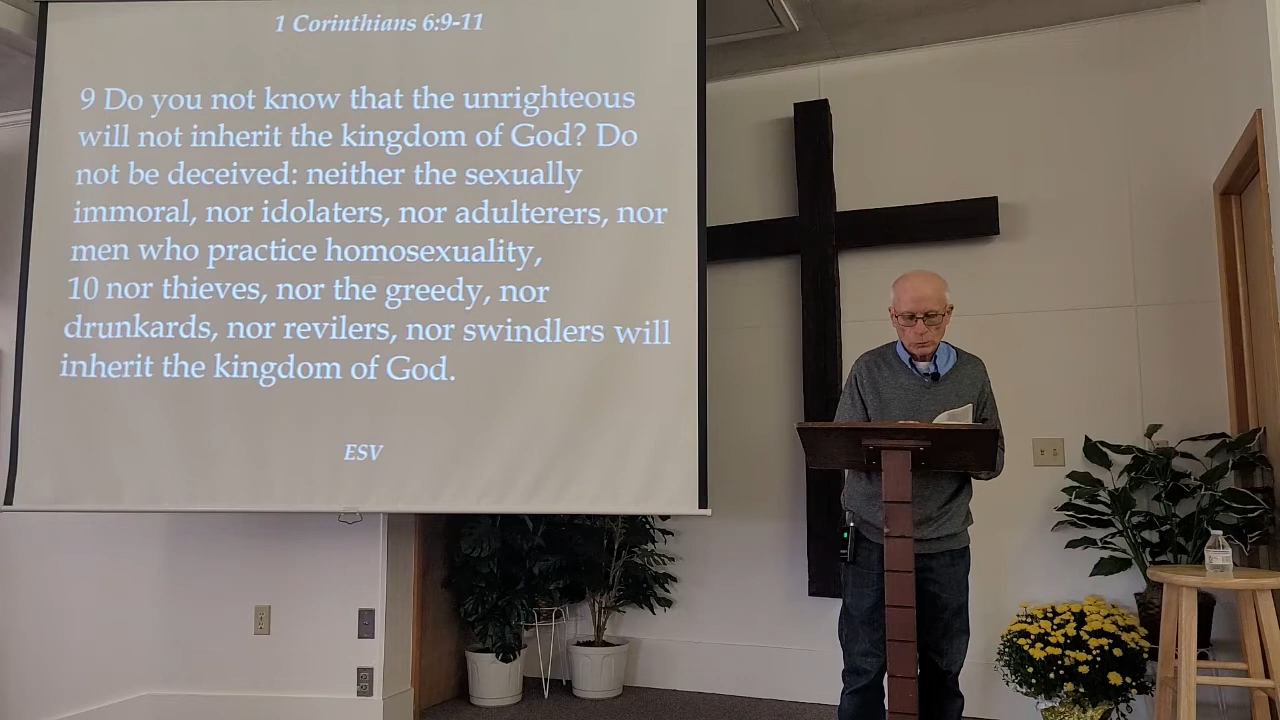 1 Corinthians 6:9-11
9 Do you not know that the unrighteous
will not inherit the kingdom of God? Do
not be deceived: neither the sexually
immoral, nor idolaters, nor adulterers, nor
men who practice homosexuality,
10 nor thieves, nor the greedy, nor
drunkards, nor revilers, nor swindlers will
inherit the kingdom of God.
ESV